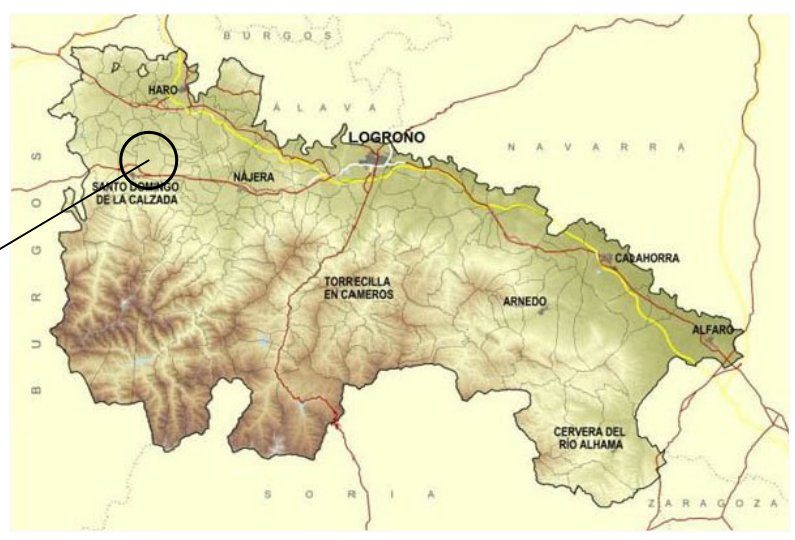 BURGOS
HARO
ÁLAVA
LOGROÑO
NAVARRA
NÁJERA
SANTO DOMINGO
DE LA CALZADA
BURGOS
CALAHORRA
TORRECILLA
EN CAMEROS
ARNEDO
ALFARO
CERVERA DEL
RÍO ALHAMA
SORIA
ZARAGOZA